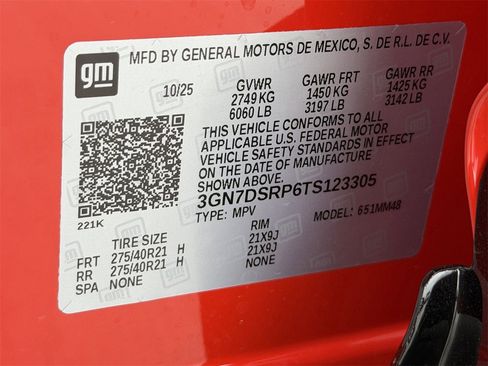 gm
MFD BY GENERAL MOTORS DE MEXICO, S. DE R.L. DE C.V.
10/25 GVWR GAWR FRT GAWR RR
2749 KG 1450 KG 1425 KG
6060 LB 3197 LB 3142 LB
THIS VEHICLE CONFORMS TO ALL
APPLICABLE U.S. FEDERAL MOTOR
VEHICLE SAFETY STANDARDS IN EFFECT
ON THE DATE OF MANUFACTURE
SHOWN ABOVE.
3GN7DSRP6TS123305
221K TYPE: MPV MODEL: 651MM48
TIRE SIZE RIM
FRT 275/40R21 H 21X9J
RR 275/40R21 H 21X9J
SPA NONE NONE